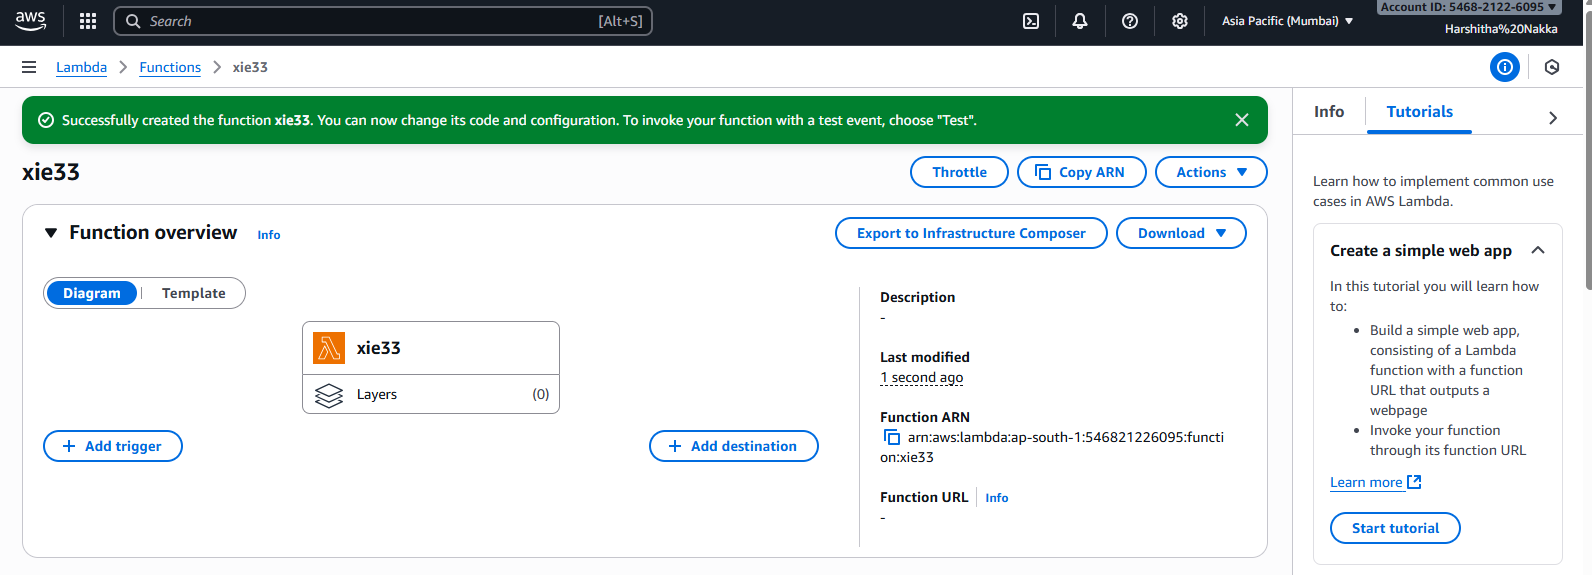 aws
Search
[Alt+S]
Asia Pacific (Mumbai)
Account ID: 5468-2122-6095
Harshitha%20Nakka
Lambda
Functions
xie33
Successfully created the function xie33. You can now change its code and configuration. To invoke your function with a test event, choose "Test".
xie33
Throttle
Copy ARN
Actions
Function overview
Info
Export to Infrastructure Composer
Download
Diagram
Template
xie33
Layers
(0)
Add trigger
Add destination
Description
-
Last modified
1 second ago
Function ARN
arn:aws:lambda:ap-south-1:546821226095:functi
on:xie33
Function URL
Info
-
Info
Tutorials
Learn how to implement common use
cases in AWS Lambda.
Create a simple web app
In this tutorial you will learn how
to:
• Build a simple web app,
consisting of a Lambda
function with a function
URL that outputs a
webpage
• Invoke your function
through its function URL
Learn more
Start tutorial